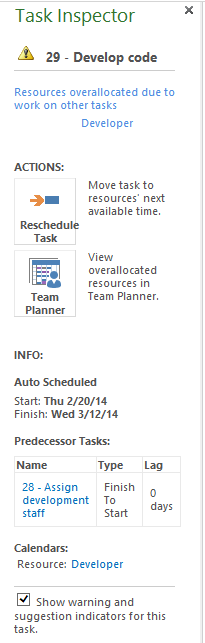 Task Inspector
29 - Develop code
Resources overallocated due to
work on other tasks
Developer
ACTIONS:
Reschedule
Task
Move task to
resources' next
available time.
Team
Planner
View
overallocated
resources in
Team Planner.
INFO:
Auto Scheduled
Start: Thu 2/20/14
Finish: Wed 3/12/14
Predecessor Tasks:
Name Type Lag
28 - Assign
development
staff
Finish
To
Start
0
days
Calendars:
Resource: Developer
Show warning and
suggestion indicators for this
task.